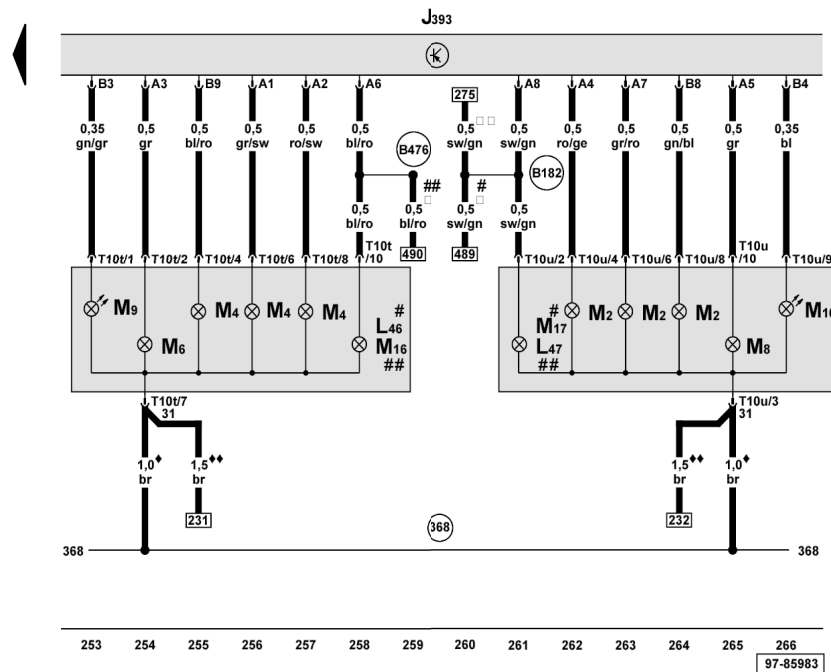 J393
B3 A3 B9 A1 A2 A6 A8 A4 A7 B8 A5 B4
275
0,35 0,5 0,5 0,5 0,5 0,5 0,5 0,5 0,5 0,5 0,5 0,5 0,35
gn/gr gr bl/ro gr/sw ro/sw bl/ro sw/gn sw/gn ro/ge gr/ro gn/bl gr bl
B476
B182
## #
0,5 0,5 0,5 0,5
bl/ro bl/ro sw/gn sw/gn
490 489
T10t T10u
T10t/1 T10t/2 T10t/4 T10t/6 T10t/8 /10 T10u/2 T10u/4 T10u/6 T10u/8 /10 T10u/9
M9 M4 M4 M4 # # M2 M2 M2 M10
L46 M17
M6 M16 L47 M8
## ##
T10t/7 T10u/3
31 31
1,0♦ 1,5♦♦ 1,5♦♦ 1,0♦
br br br br
231 232
368
368 368
253 254 255 256 257 258 259 260 261 262 263 264 265 266
97-85983